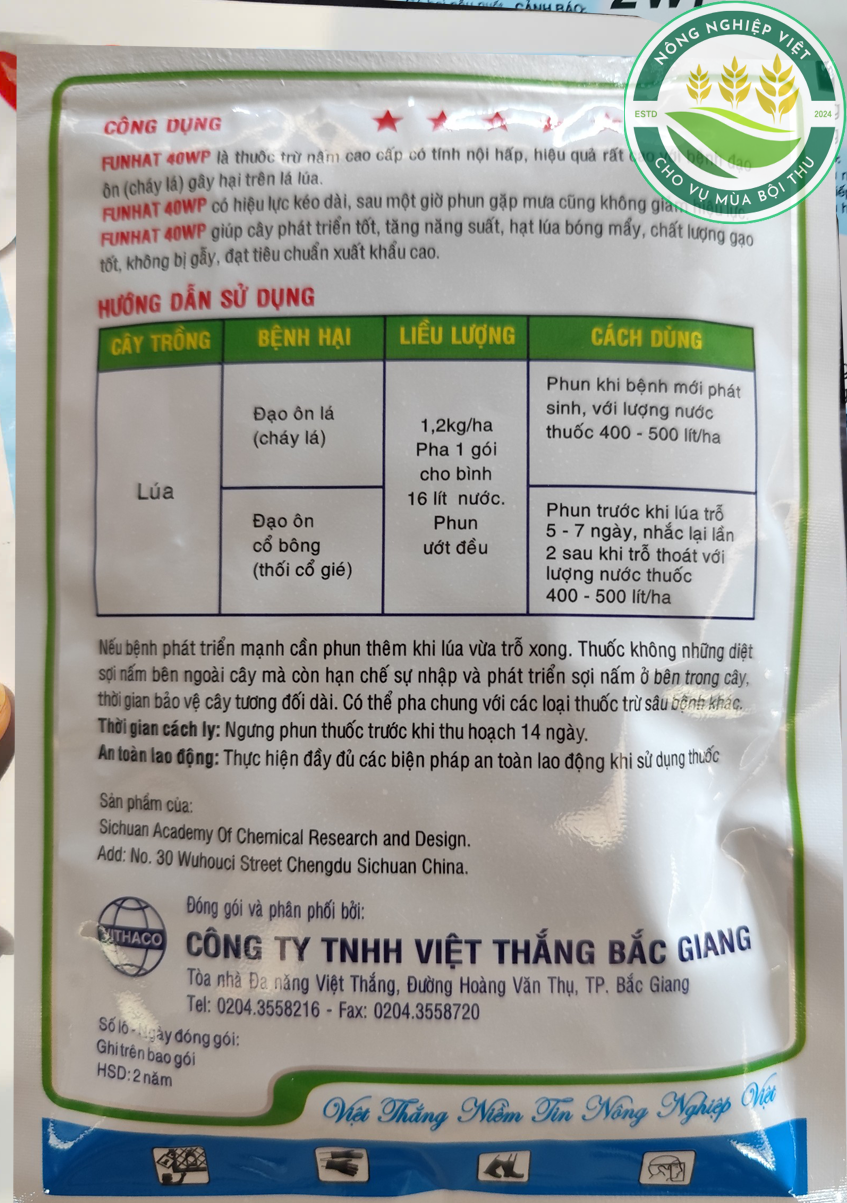 CẢNH BÁO
NÔNG NGHIỆP VIỆT
ESTD 2024
CHO VỤ MÙA BỘI THU
CÔNG DỤNG
FUNHAT 40WP là thuốc trừ nấm cao cấp có tính nội hấp, hiệu quả rất bệnh đạo
ôn (cháy lá) gây hại trên lá lúa.
FUNHAT 40WP có hiệu lực kéo dài, sau một giờ phun gặp mưa cũng không giảm hiệu lực.
FUNHAT 40WP giúp cây phát triển tốt, tăng năng suất, hạt lúa bóng mẩy, chất lượng gạo
tốt, không bị gẫy, đạt tiêu chuẩn xuất khẩu cao.
HƯỚNG DẪN SỬ DỤNG
CÂY TRỒNG BỆNH HẠI LIỀU LƯỢNG CÁCH DÙNG
Lúa
Đạo ôn lá
(cháy lá)
Đạo ôn
cổ bông
(thối cổ gié)
1,2kg/ha
Pha 1 gói
cho bình
16 lít nước.
Phun
ướt đều
Phun khi bệnh mới phát
sinh, với lượng nước
thuốc 400 - 500 lít/ha
Phun trước khi lúa trỗ
5 - 7 ngày, nhắc lại lần
2 sau khi trỗ thoát với
lượng nước thuốc
400 - 500 lít/ha
Nếu bệnh phát triển mạnh cần phun thêm khi lúa vừa trỗ xong. Thuốc không những diệt
sợi nấm bên ngoài cây mà còn hạn chế sự nhập và phát triển sợi nấm ở bên trong cây,
thời gian bảo vệ cây tương đối dài. Có thể pha chung với các loại thuốc trừ sâu bệnh khác.
Thời gian cách ly: Ngưng phun thuốc trước khi thu hoạch 14 ngày.
An toàn lao động: Thực hiện đầy đủ các biện pháp an toàn lao động khi sử dụng thuốc
Sản phẩm của:
Sichuan Academy Of Chemical Research and Design.
Add: No. 30 Wuhouci Street Chengdu Sichuan China.
VITHACO
Đóng gói và phân phối bởi:
CÔNG TY TNHH VIỆT THẮNG BẮC GIANG
Tòa nhà Đa năng Việt Thắng, Đường Hoàng Văn Thụ, TP. Bắc Giang
Tel: 0204.3558216 - Fax: 0204.3558720
Số lô - Ngày đóng gói:
Ghi trên bao gói
HSD: 2 năm
Việt Thắng Niềm Tin Nông Nghiệp Việt